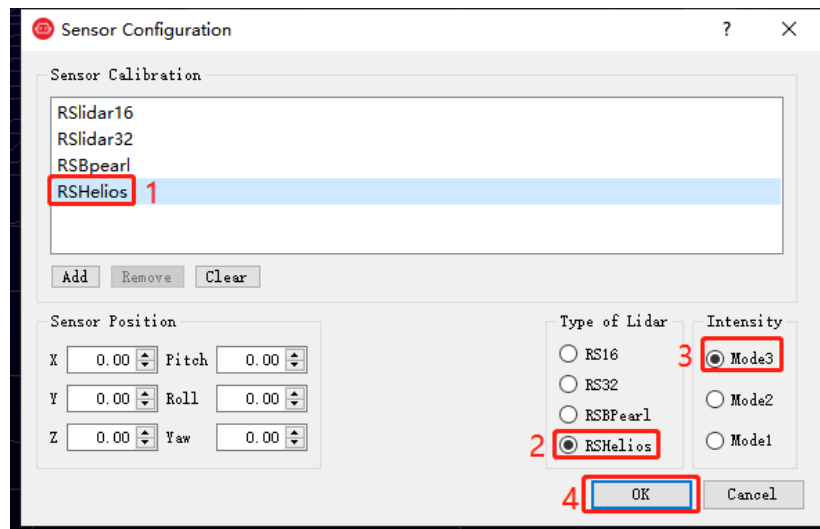 Sensor Configuration ?
Sensor Calibration
RSlidar16
RSlidar32
RSBpearl
RSHelios 1
Add Remove Clear
Sensor Position
X 0.00 Pitch 0.00
Y 0.00 Roll 0.00
Z 0.00 Yaw 0.00
Type of Lidar
RS16
RS32
RSBPearl
2 RSHelios
Intensity
3 Mode3
Mode2
Mode1
4 OK Cancel